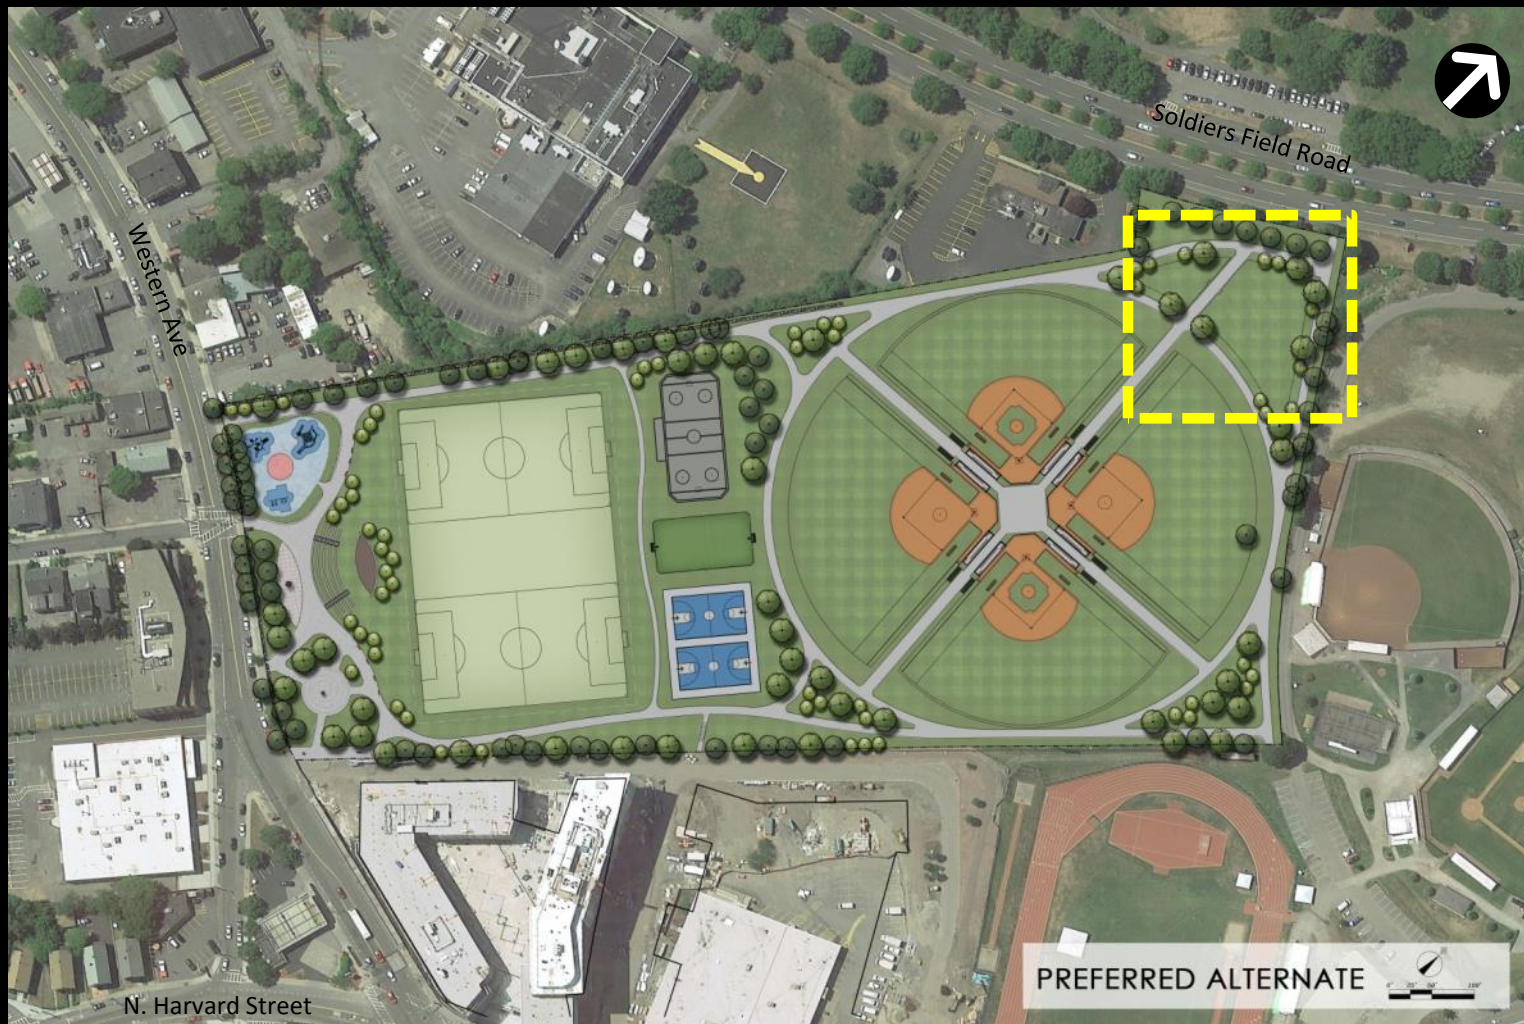 Soldiers Field Road
Western Ave
PREFERRED ALTERNATE
N. Harvard Street